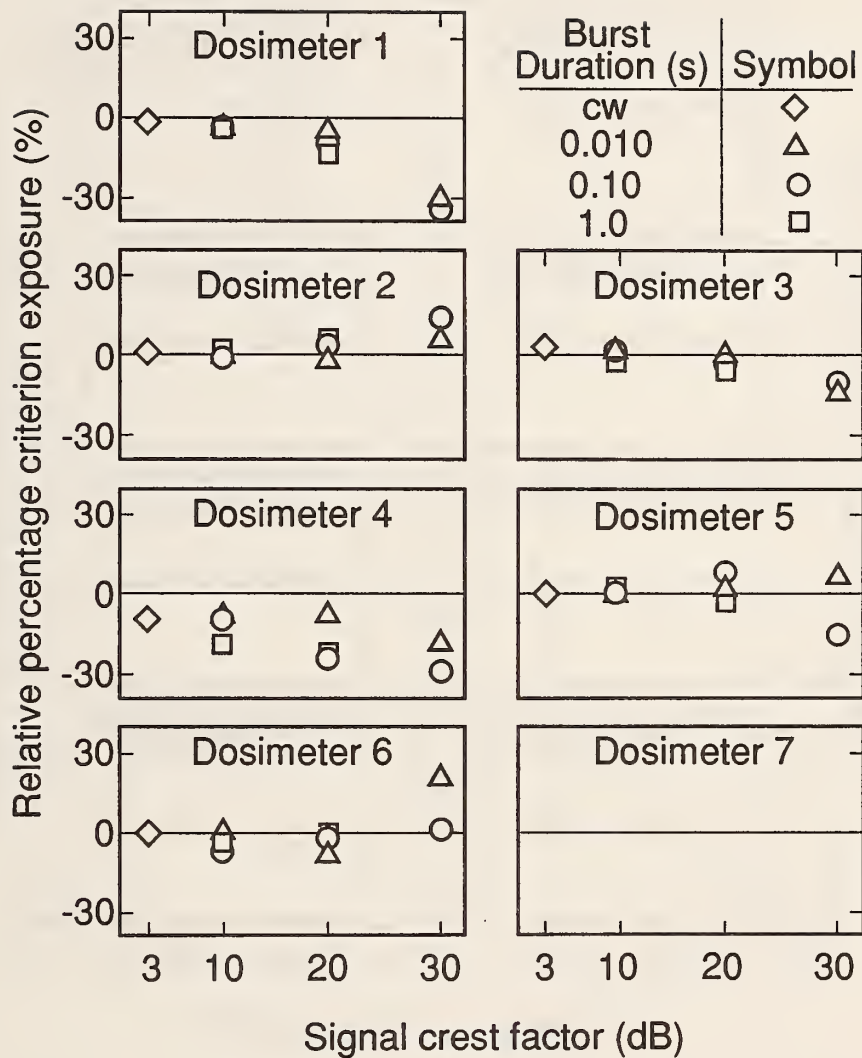 Relative percentage criterion exposure (%)
30
0
-30
Dosimeter 1
Burst Duration (s)
Symbol
cw
0.010
0.10
1.0
30
0
-30
Dosimeter 2
Dosimeter 3
30
0
-30
Dosimeter 4
Dosimeter 5
30
0
-30
Dosimeter 6
Dosimeter 7
3 10 20 30
3 10 20 30
Signal crest factor (dB)